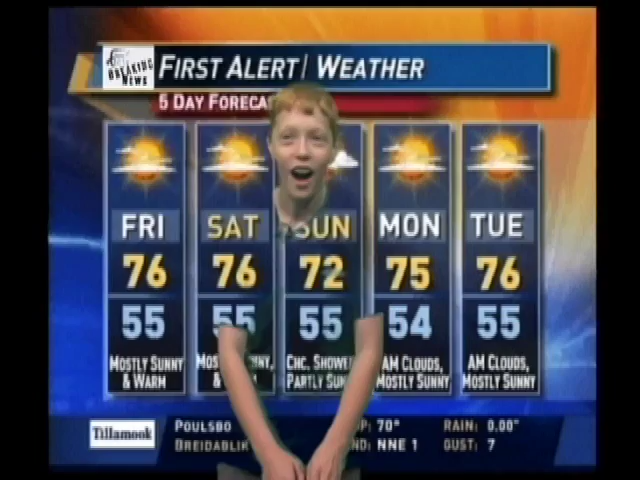 BREAKING NEWS FIRST ALERT WEATHER
5 DAY FORECA
FRI SAT SUN MON TUE
76 76 72 75 76
55 55 55 54 55
MOSTLY SUNNY & WARM
& 
CHC. SHOWE PARTLY SUN
AM CLOUDS, MOSTLY SUNNY
AM CLOUDS, MOSTLY SUNNY
Tillamook
POULSBO P: 70° RAIN: 0.00"
BREIDABLIK ND: NNE 1 GUST: 7